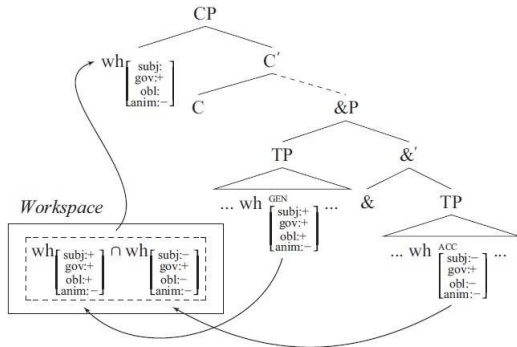 CP
wh [subj: gov:+ obl: anim:−]
C′
C
&P
TP
&′
... wh GEN [subj:+ gov:+ obl:+ anim:−] ...
&
TP
... wh ACC [subj:− gov:+ obl:− anim:−] ...
Workspace
wh [subj:+ gov:+ obl:+ anim:−] ∩ wh [subj:− gov:+ obl:− anim:−]